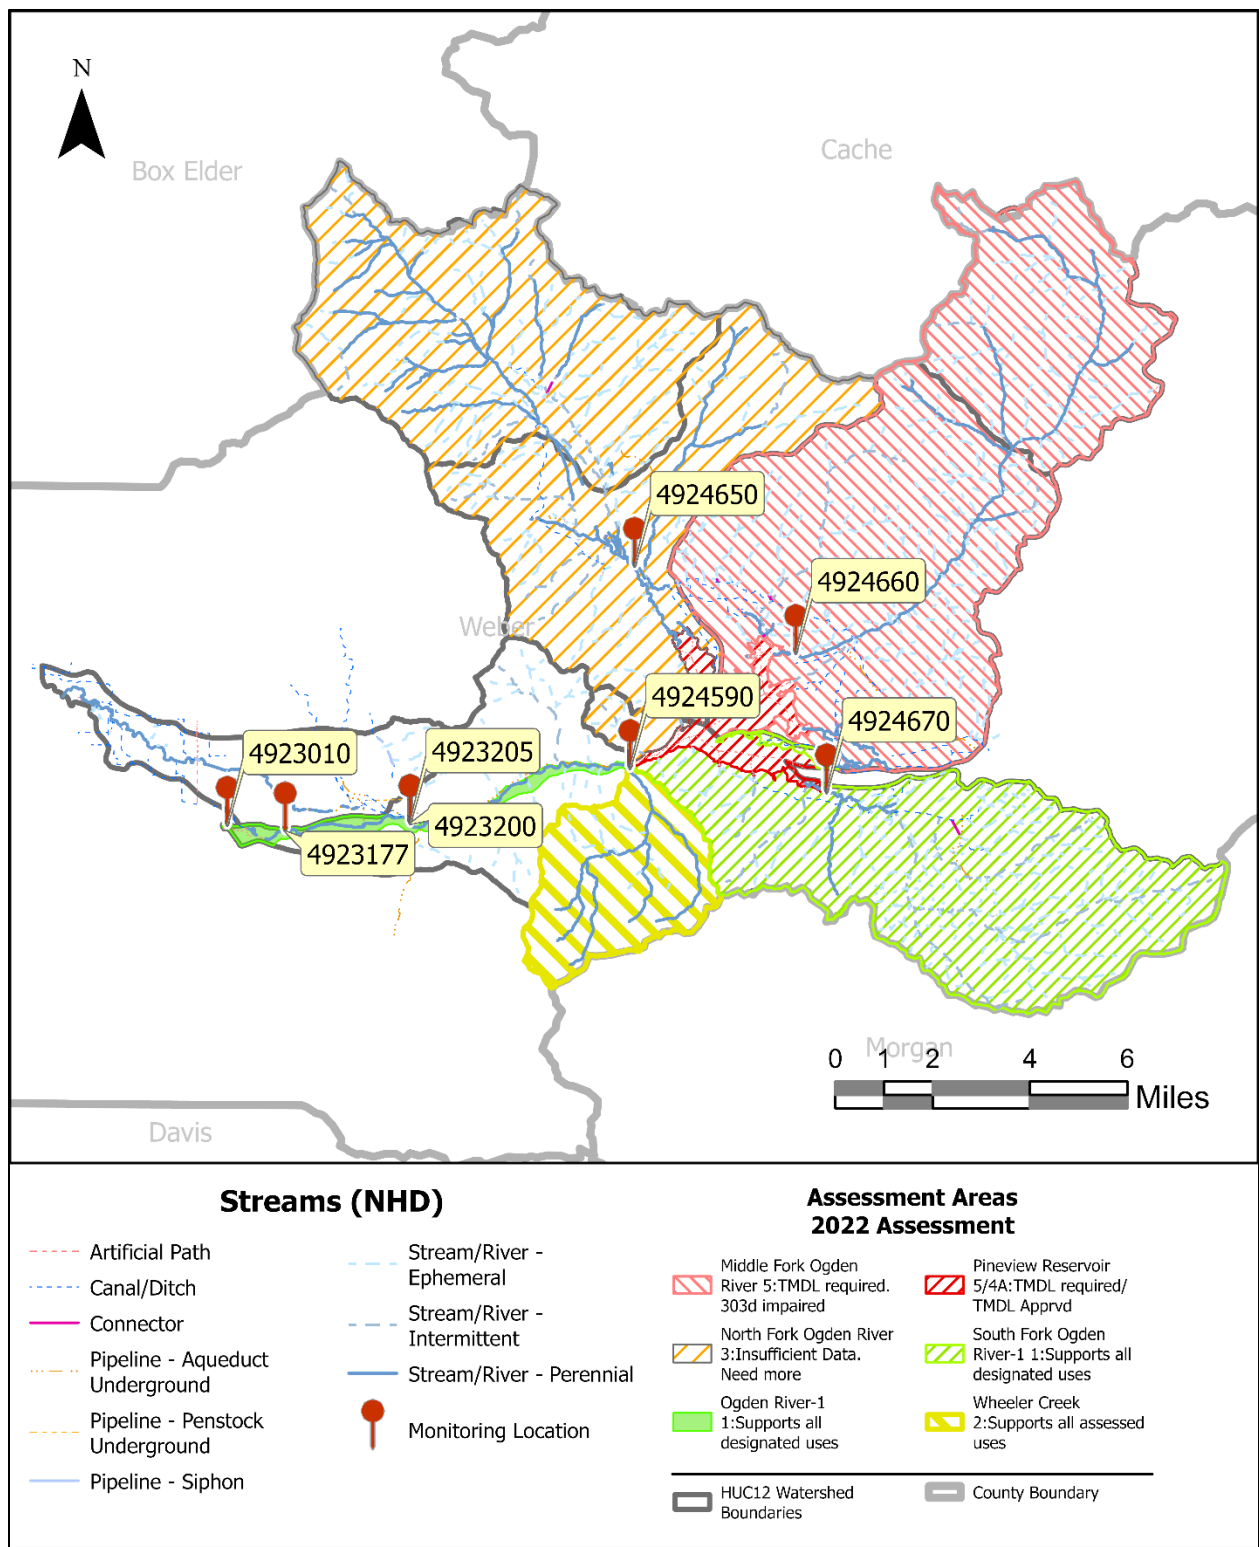 N
Box Elder
Cache
4924650
4924660
Weber
4924590
4924670
4923010
4923205
4923200
4923177
Morgan
0 1 2 4 6
Miles
Davis
Streams (NHD)
Artificial Path
Canal/Ditch
Connector
Pipeline - Aqueduct
Underground
Pipeline - Penstock
Underground
Pipeline - Siphon
Stream/River -
Ephemeral
Stream/River -
Intermittent
Stream/River - Perennial
Monitoring Location
Assessment Areas
2022 Assessment
Middle Fork Ogden
River 5:TMDL required.
303d impaired
North Fork Ogden River
3:Insufficient Data.
Need more
Ogden River-1
1:Supports all
designated uses
Pineview Reservoir
5/4A:TMDL required/
TMDL Apprvd
South Fork Ogden
River-1 1:Supports all
designated uses
Wheeler Creek
2:Supports all assessed
uses
HUC12 Watershed
Boundaries
County Boundary